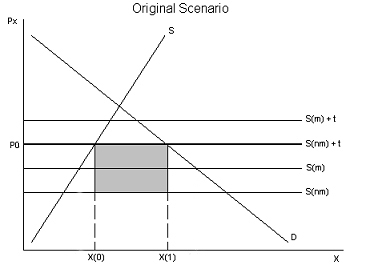 Original Scenario
Px
S
S(m) + t
P0
S(nm) + t
S(m)
S(nm)
D
X(0)
X(1)
X